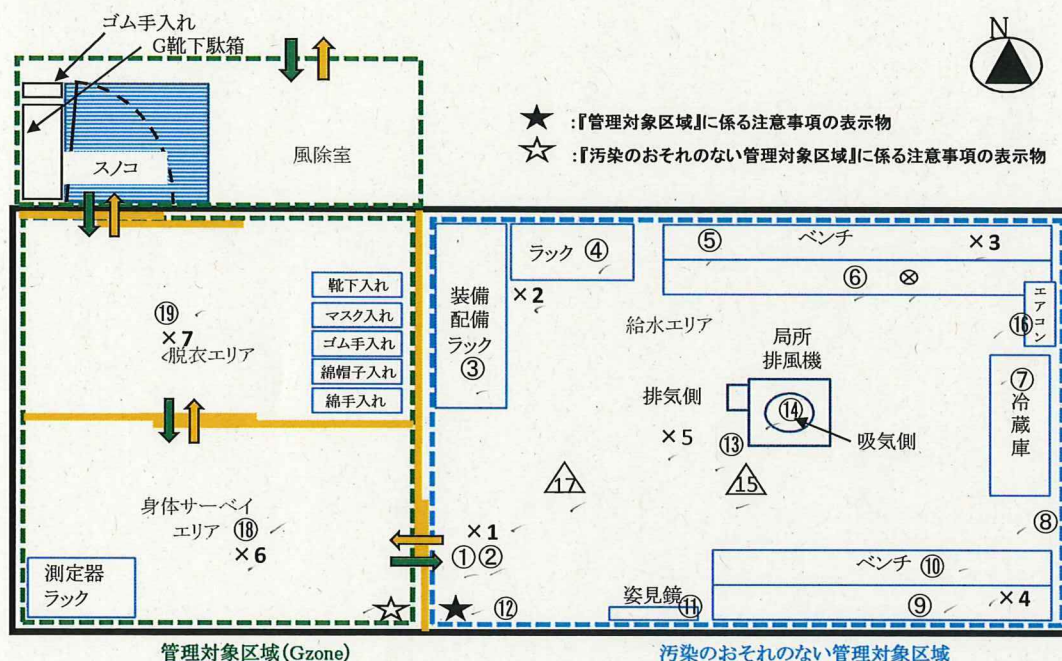 ゴム手入れ
G靴下駄箱
N
★ :『管理対象区域』に係る注意事項の表示物
☆ :『汚染のおそれのない管理対象区域』に係る注意事項の表示物
風除室
スノコ
靴下入れ
マスク入れ
ゴム手入れ
綿帽子入れ
綿手入れ
⑲
×7
脱衣エリア
身体サーベイ
エリア ⑱
×6
測定器
ラック
装備
配備
ラック
③
ラック ④
×2
⑤ ベンチ ×3
⑥ ⊗
エアコン
⑯
給水エリア
局所
排風機
排気側
⑭
吸気側
×5
⑬
⑦
冷蔵庫
17
15
⑧
×1
①②
⑫
姿見鏡
⑪
ベンチ ⑩
⑨ ×4
管理対象区域(Gzone)
汚染のおそれのない管理対象区域